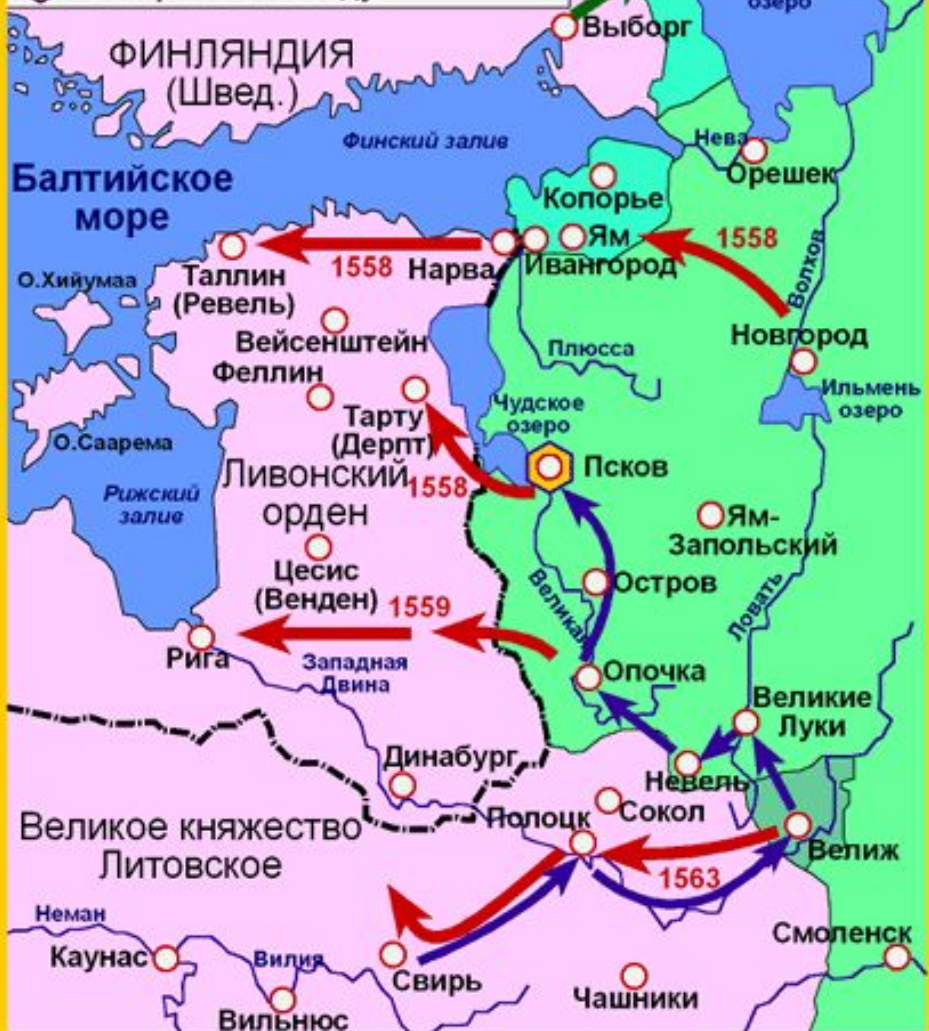 озеро
Выборг
ФИНЛЯНДИЯ
(Швед.)
Финский залив
Нева
Орешек
Балтийское
море
Копорье
Ям
1558
Ивангород
Нарва
1558
Таллин
(Ревель)
О.Хийумаа
Волхов
Новгород
Вейсенштейн
Плюсса
Феллин
Ильмень
озеро
Чудское
озеро
Тарту
(Дерпт)
О.Саарема
Псков
Ливонский
орден
1558
Рижский
залив
Ям-
Запольский
Цесис
(Венден)
Остров
Великая
Ловать
1559
Рига
Западная
Двина
Опочка
Великие
Луки
Динабург
Невель
Сокол
Полоцк
Великое княжество
Литовское
Велиж
1563
Неман
Каунас
Вилия
Свирь
Смоленск
Чашники
Вильнюс